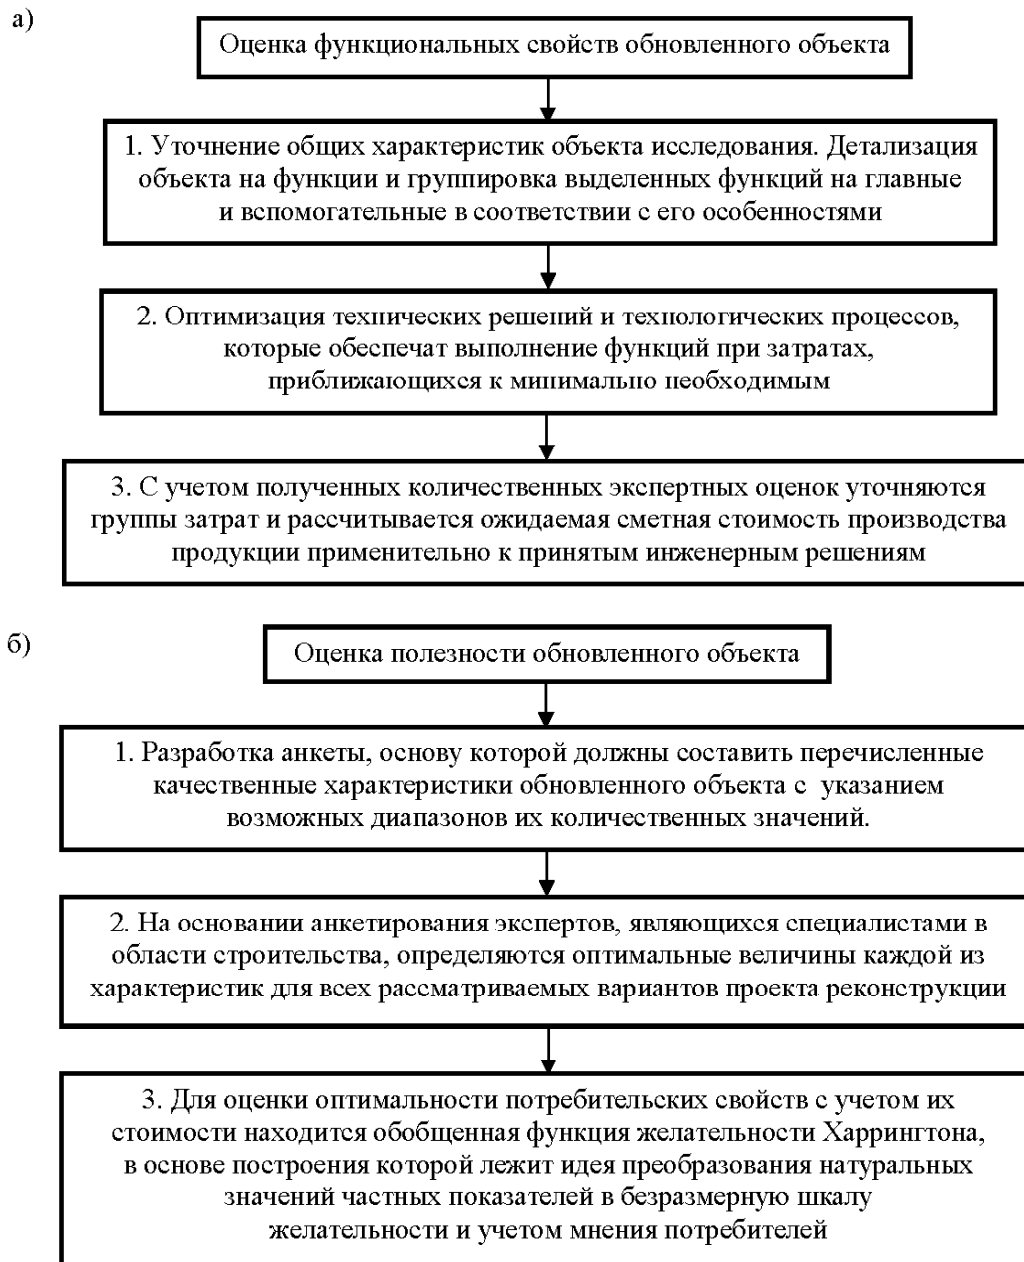 а)
Оценка функциональных свойств обновленного объекта
1. Уточнение общих характеристик объекта исследования. Детализация
объекта на функции и группировка выделенных функций на главные
и вспомогательные в соответствии с его особенностями
2. Оптимизация технических решений и технологических процессов,
которые обеспечат выполнение функций при затратах,
приближающихся к минимально необходимым
3. С учетом полученных количественных экспертных оценок уточняются
группы затрат и рассчитывается ожидаемая сметная стоимость производства
продукции применительно к принятым инженерным решениям
б)
Оценка полезности обновленного объекта
1. Разработка анкеты, основу которой должны составить перечисленные
качественные характеристики обновленного объекта с указанием
возможных диапазонов их количественных значений.
2. На основании анкетирования экспертов, являющихся специалистами в
области строительства, определяются оптимальные величины каждой из
характеристик для всех рассматриваемых вариантов проекта реконструкции
3. Для оценки оптимальности потребительских свойств с учетом их
стоимости находится обобщенная функция желательности Харрингтона,
в основе построения которой лежит идея преобразования натуральных
значений частных показателей в безразмерную шкалу
желательности и учетом мнения потребителей